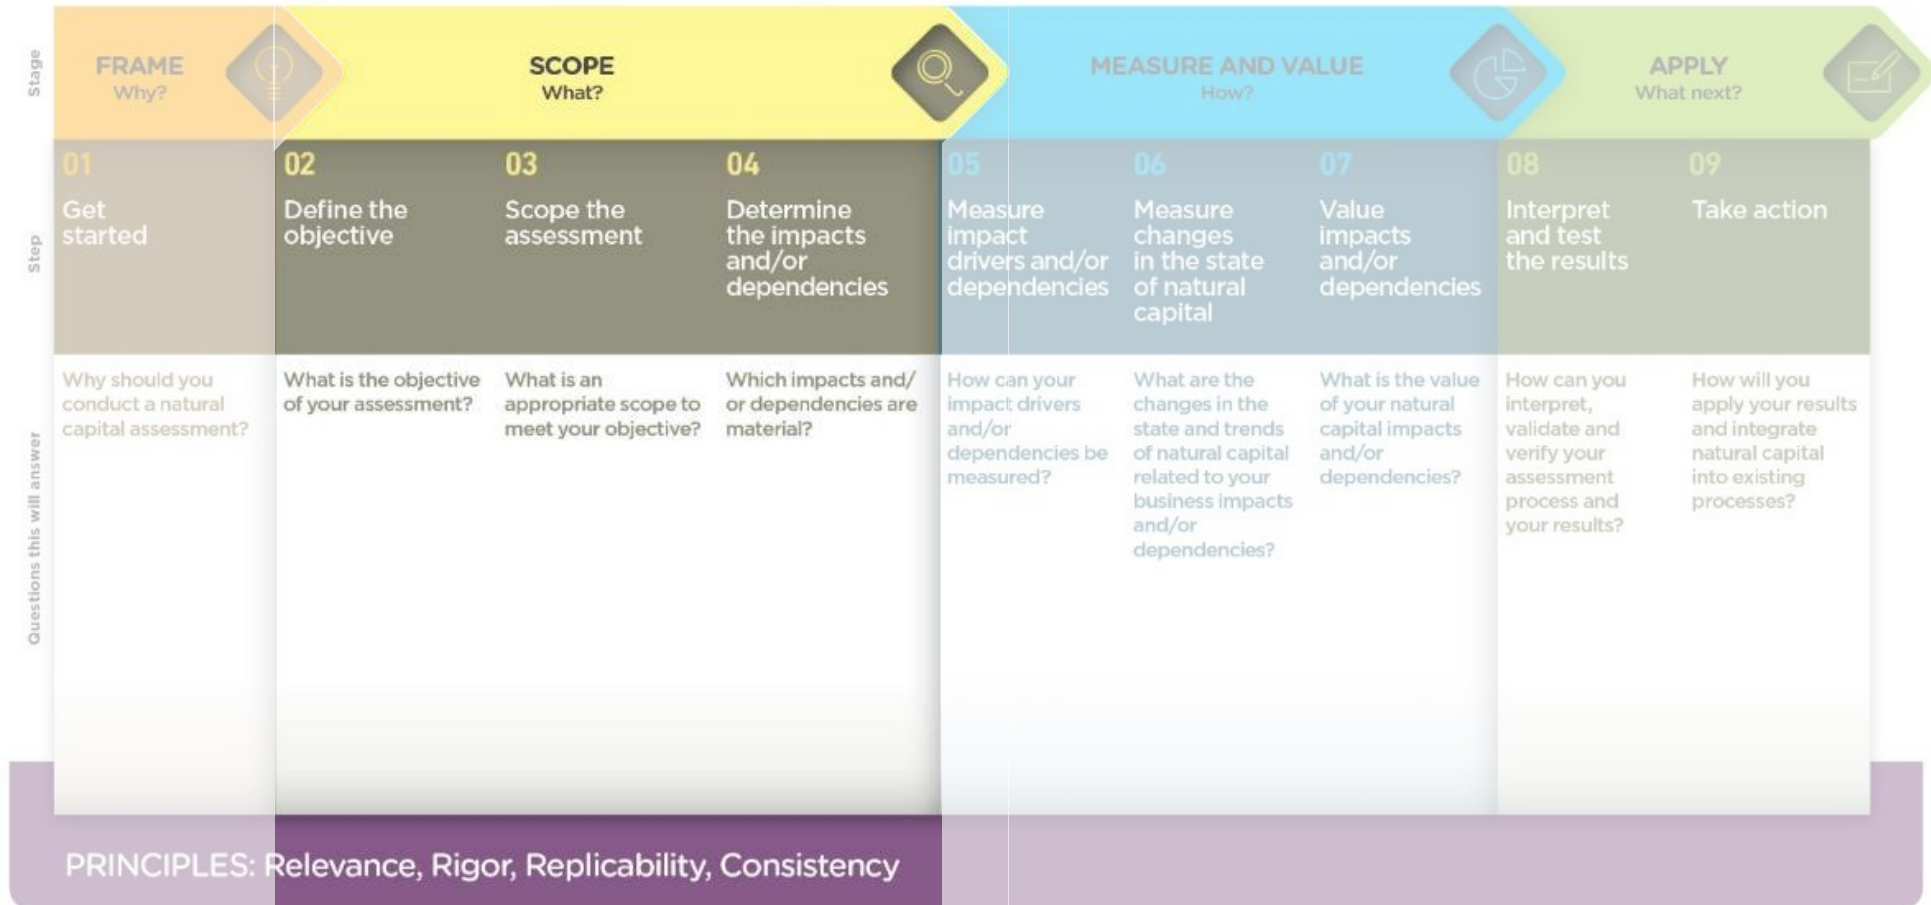 Stage
FRAME
Why?
SCOPE
What?
MEASURE AND VALUE
How?
APPLY
What next?
Step
01
Get
started
02
Define the
objective
03
Scope the
assessment
04
Determine
the impacts
and/or
dependencies
05
Measure
impact
drivers and/or
dependencies
06
Measure
changes
in the state
of natural
capital
07
Value
impacts
and/or
dependencies
08
Interpret
and test
the results
09
Take action
Questions this will answer
Why should you
conduct a natural
capital assessment?
What is the objective
of your assessment?
What is an
appropriate scope to
meet your objective?
Which impacts and/
or dependencies are
material?
How can your
impact drivers
and/or
dependencies be
measured?
What are the
changes in the
state and trends
of natural capital
related to your
business impacts
and/or
dependencies?
What is the value
of your natural
capital impacts
and/or
dependencies?
How can you
interpret,
validate and
verify your
assessment
process and
your results?
How will you
apply your results
and integrate
natural capital
into existing
processes?
PRINCIPLES: Relevance, Rigor, Replicability, Consistency